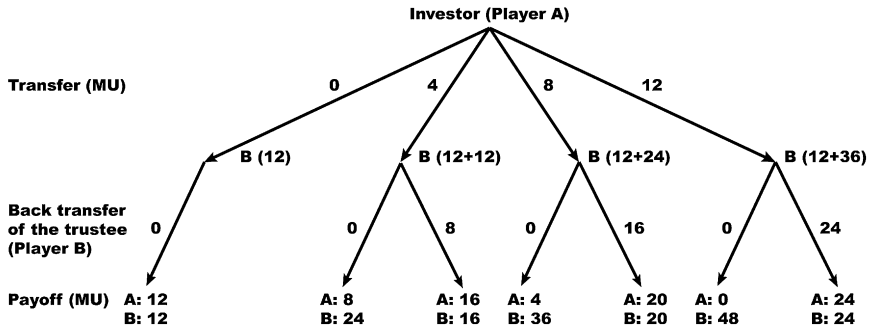 Investor (Player A)
Transfer (MU)
0
4
8
12
B (12)
B (12+12)
B (12+24)
B (12+36)
Back transfer
of the trustee
(Player B)
0
0
8
0
16
0
24
Payoff (MU)
A: 12
B: 12
A: 8
B: 24
A: 16
B: 16
A: 4
B: 36
A: 20
B: 20
A: 0
B: 48
A: 24
B: 24